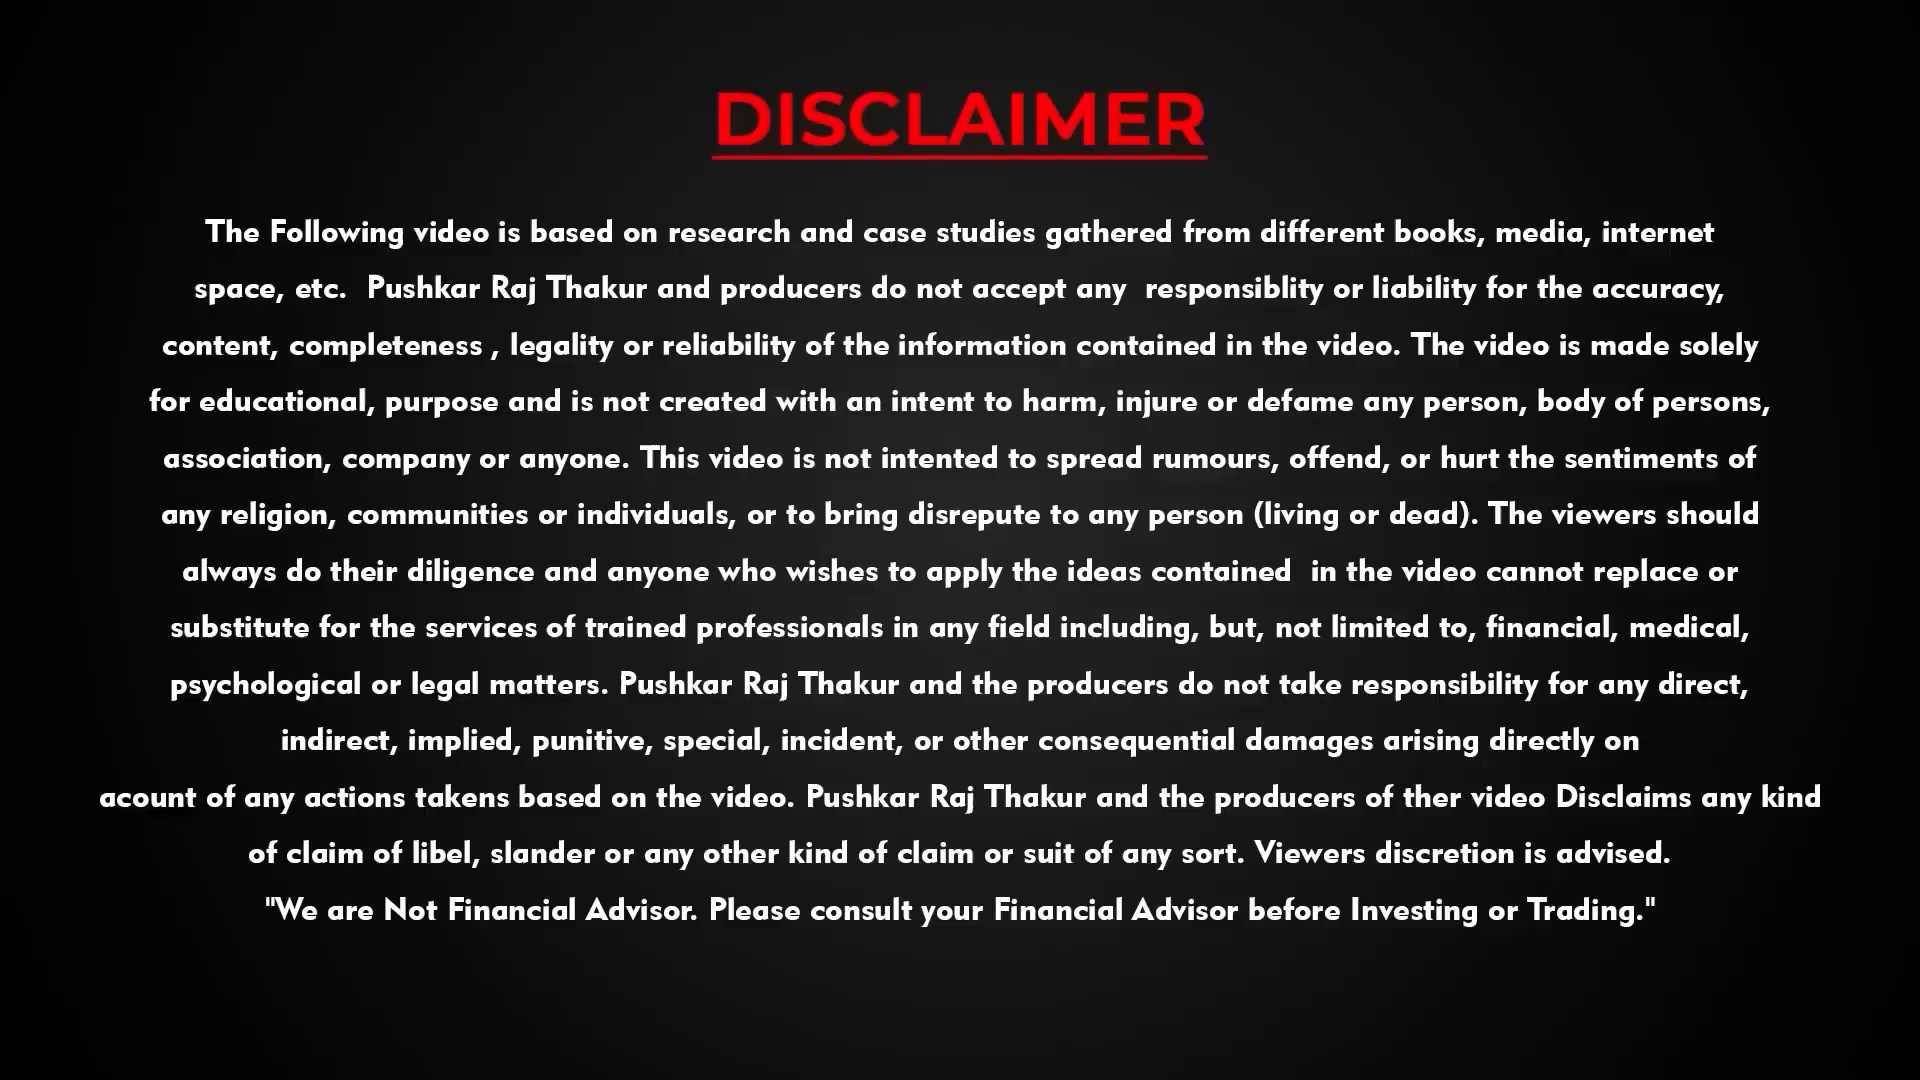 DISCLAIMER
The Following video is based on research and case studies gathered from different books, media, internet
space, etc.  Pushkar Raj Thakur and producers do not accept any  responsiblity or liability for the accuracy,
content, completeness , legality or reliability of the information contained in the video. The video is made solely
for educational, purpose and is not created with an intent to harm, injure or defame any person, body of persons,
association, company or anyone. This video is not intented to spread rumours, offend, or hurt the sentiments of
any religion, communities or individuals, or to bring disrepute to any person (living or dead). The viewers should
always do their diligence and anyone who wishes to apply the ideas contained  in the video cannot replace or
substitute for the services of trained professionals in any field including, but, not limited to, financial, medical,
psychological or legal matters. Pushkar Raj Thakur and the producers do not take responsibility for any direct,
indirect, implied, punitive, special, incident, or other consequential damages arising directly on
acount of any actions takens based on the video. Pushkar Raj Thakur and the producers of ther video Disclaims any kind
of claim of libel, slander or any other kind of claim or suit of any sort. Viewers discretion is advised.
"We are Not Financial Advisor. Please consult your Financial Advisor before Investing or Trading."